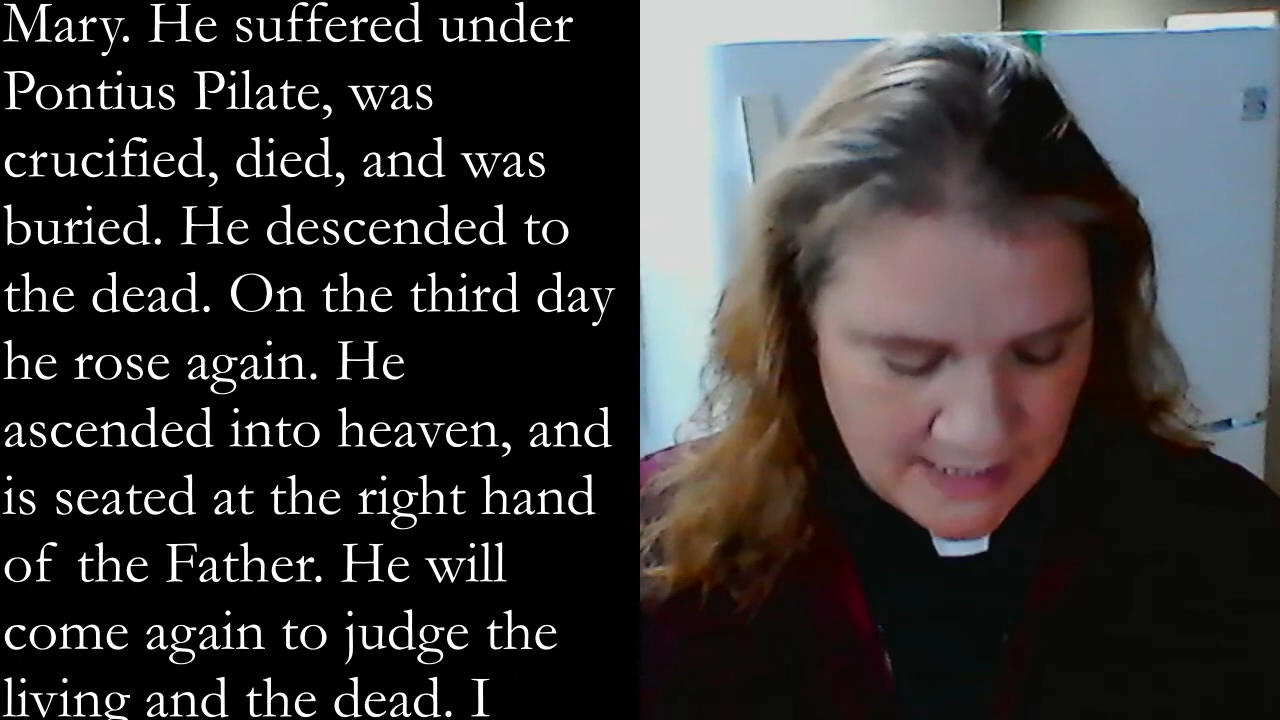 Mary. He suffered under
Pontius Pilate, was
crucified, died, and was
buried. He descended to
the dead. On the third day
he rose again. He
ascended into heaven, and
is seated at the right hand
of the Father. He will
come again to judge the
living and the dead. I